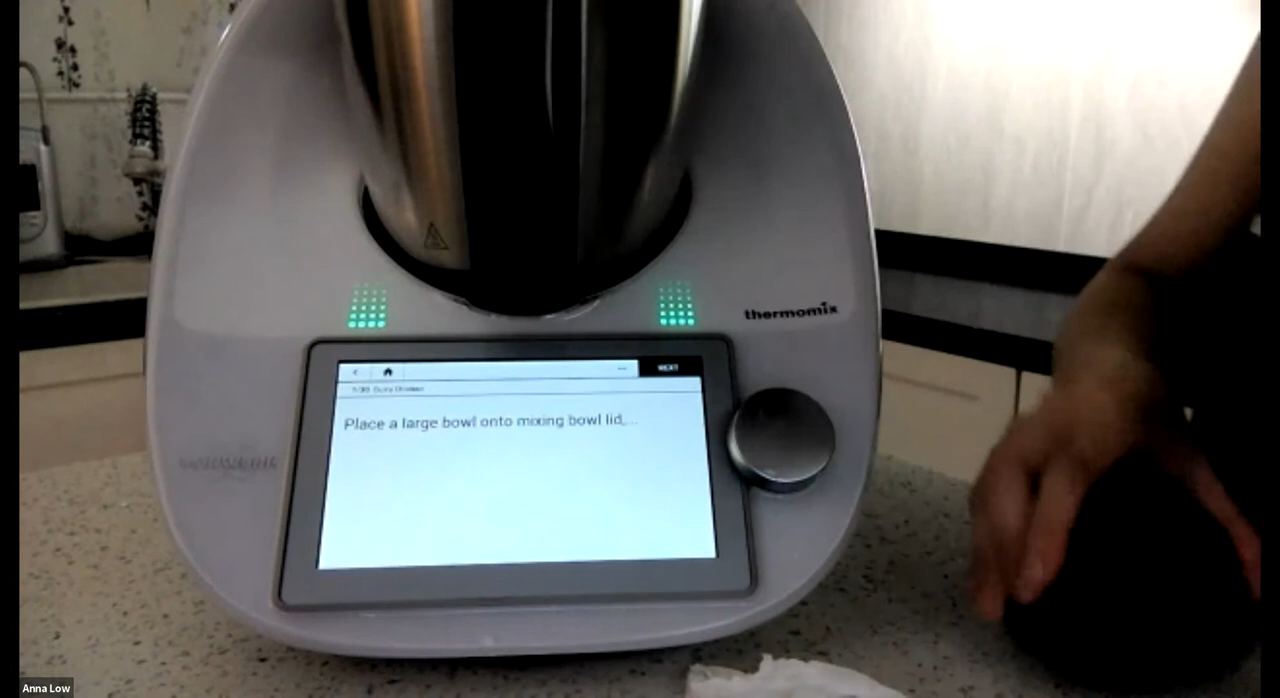 thermomix
NEXT
Place a large bowl onto mixing bowl lid,...
Anna Low